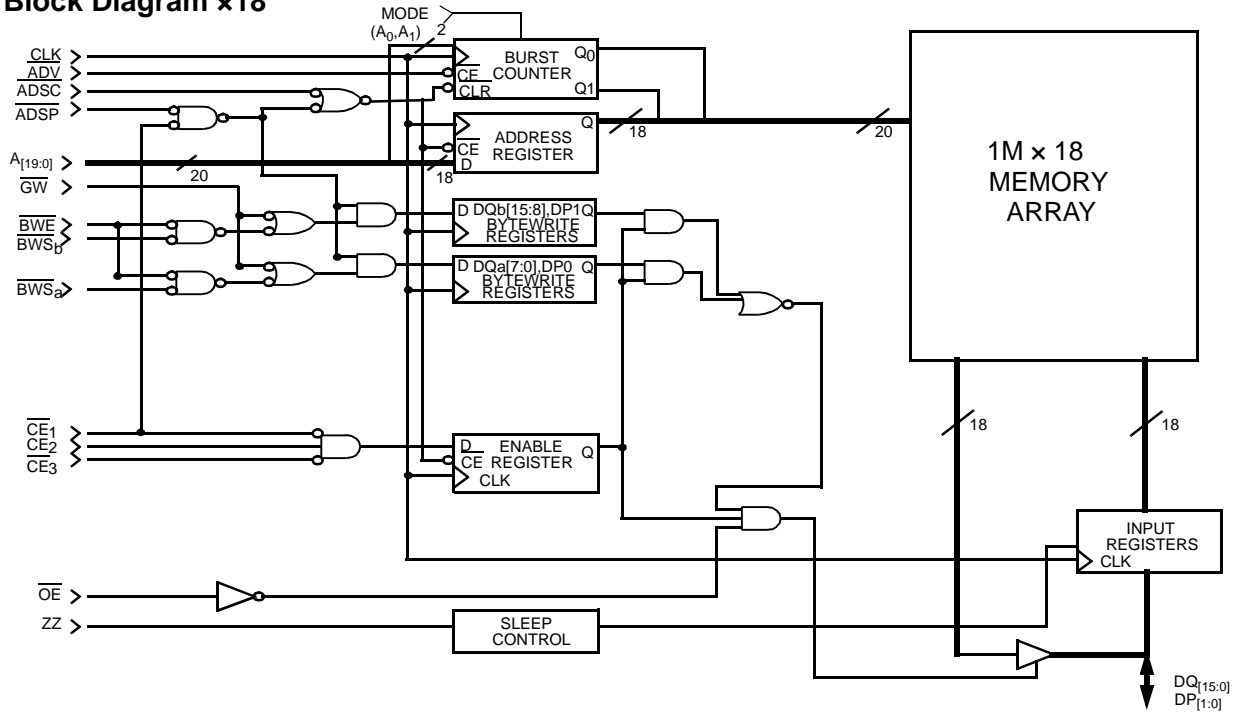 Block Diagram ×18
MODE
(A0,A1)
2
CLK
ADV
ADSC
ADSP
A[19:0]
20
GW
BWE
BWSb
BWSa
CE1
CE2
CE3
OE
ZZ
BURST
COUNTER
CE
CLR
Q0
Q1
ADDRESS
REGISTER
CE
D
Q
18
18
20
D DQb[15:8],DP1Q
BYTEWRITE
REGISTERS
D DQa[7:0],DP0 Q
BYTEWRITE
REGISTERS
D ENABLE
CE REGISTER Q
CLK
SLEEP
CONTROL
1M × 18
MEMORY
ARRAY
18
18
INPUT
REGISTERS
CLK
DQ[15:0]
DP[1:0]